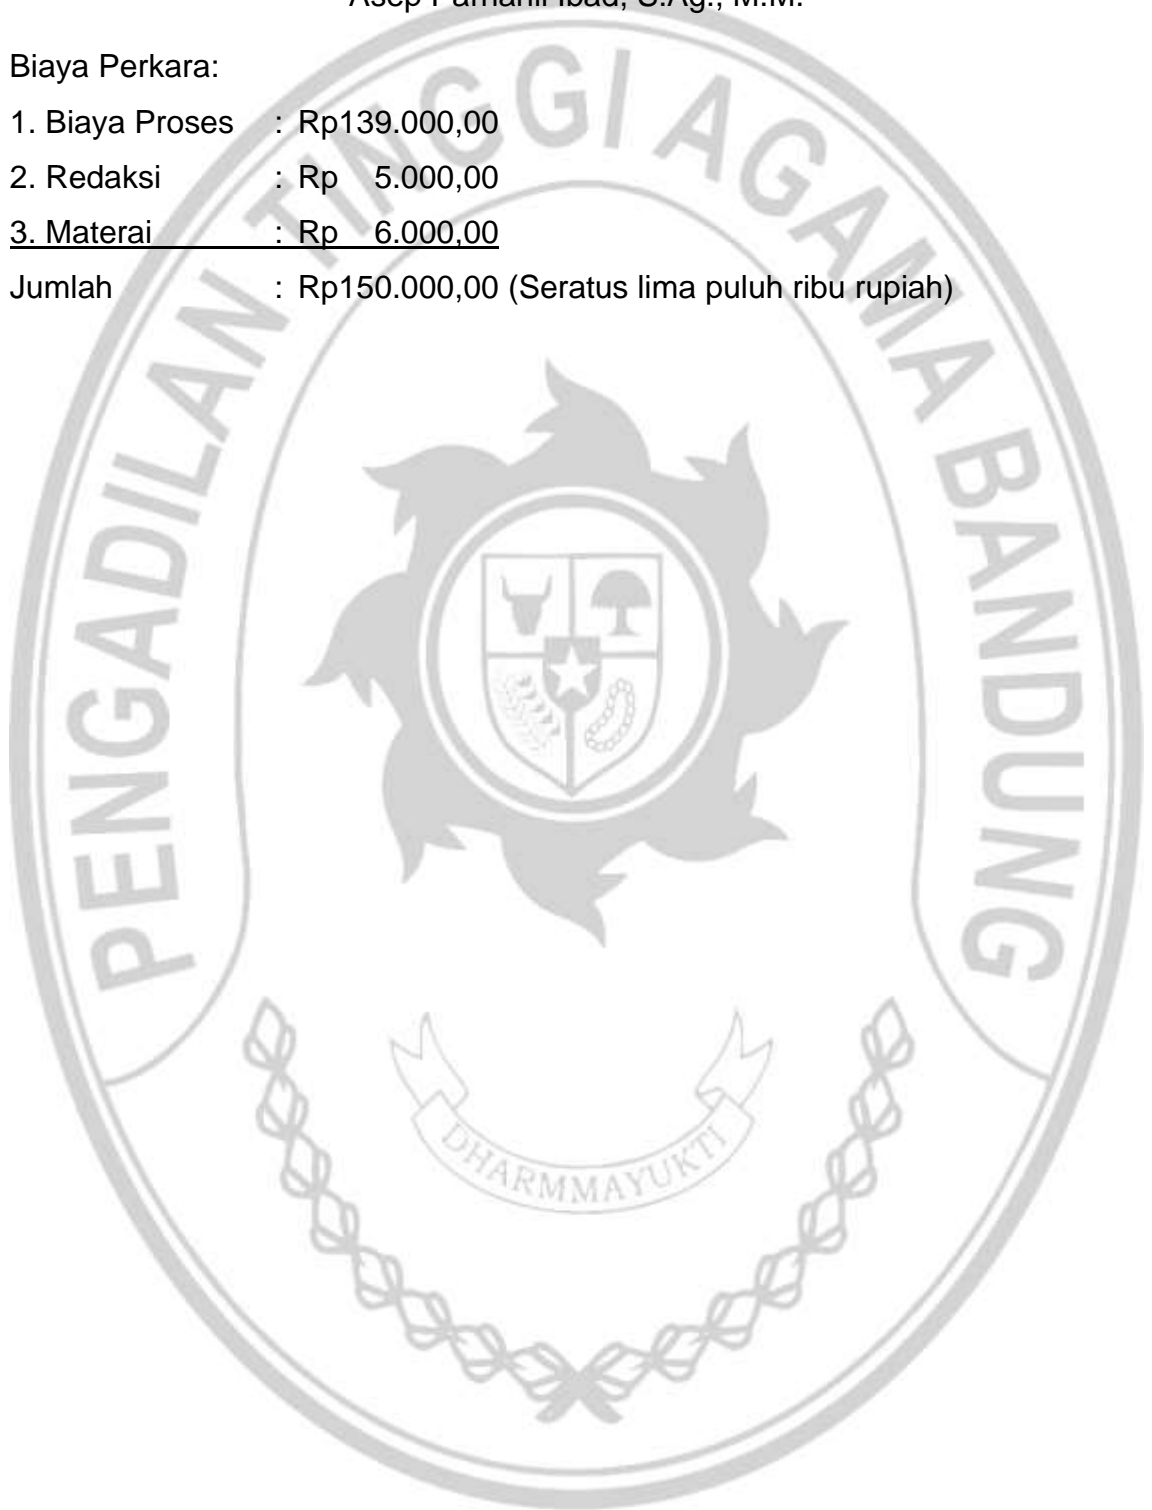 Biaya Perkara:
1. Biaya Proses : Rp139.000,00
2. Redaksi : Rp 5.000,00
3. Materai : Rp 6.000,00
Jumlah : Rp150.000,00 (Seratus lima puluh ribu rupiah)
PENGADILAN TINGGI AGAMA BANDUNG
DHARMMAYUKTI